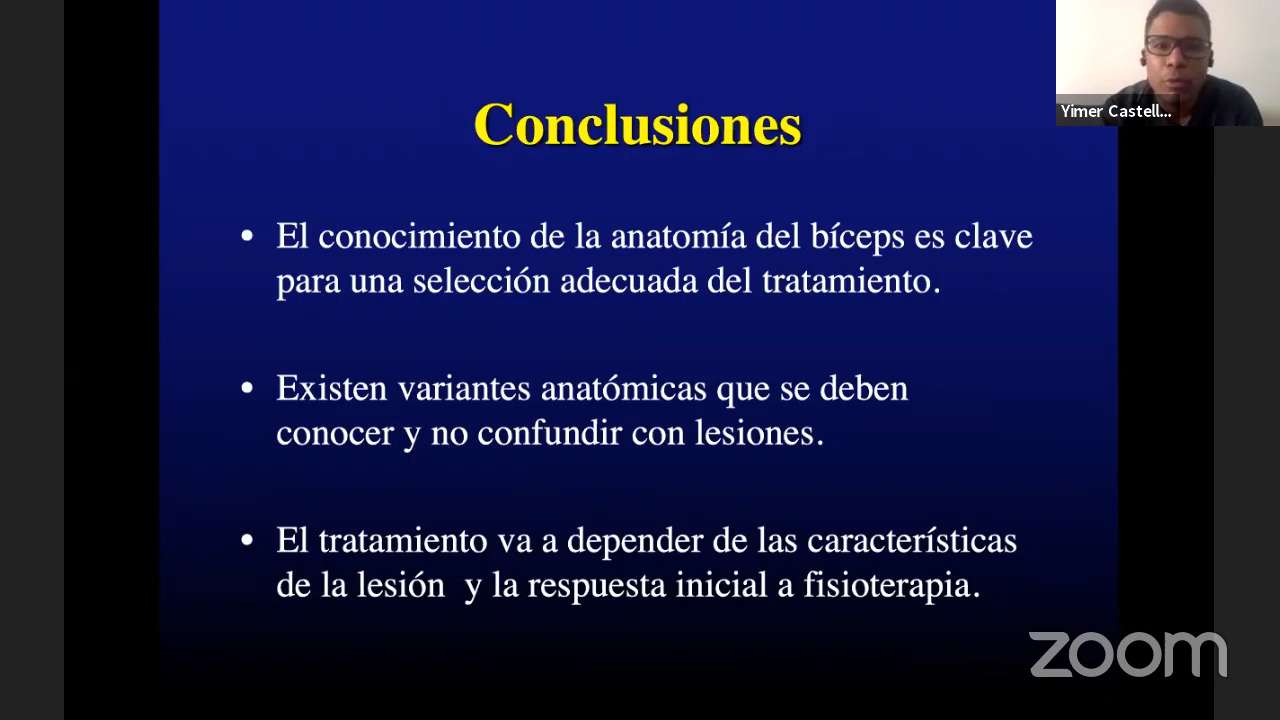 Conclusiones
Yimer Castell...
• El conocimiento de la anatomía del bíceps es clave
para una selección adecuada del tratamiento.
• Existen variantes anatómicas que se deben
conocer y no confundir con lesiones.
• El tratamiento va a depender de las características
de la lesión y la respuesta inicial a fisioterapia.
zoom